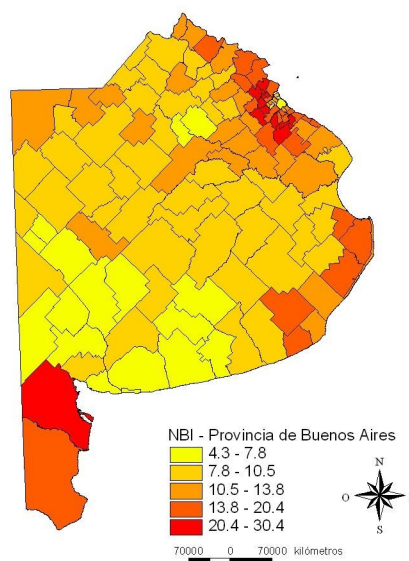 NBI - Provincia de Buenos Aires
4.3 - 7.8
7.8 - 10.5
10.5 - 13.8
13.8 - 20.4
20.4 - 30.4
N
O
E
S
70000 0 70000 kilómetros